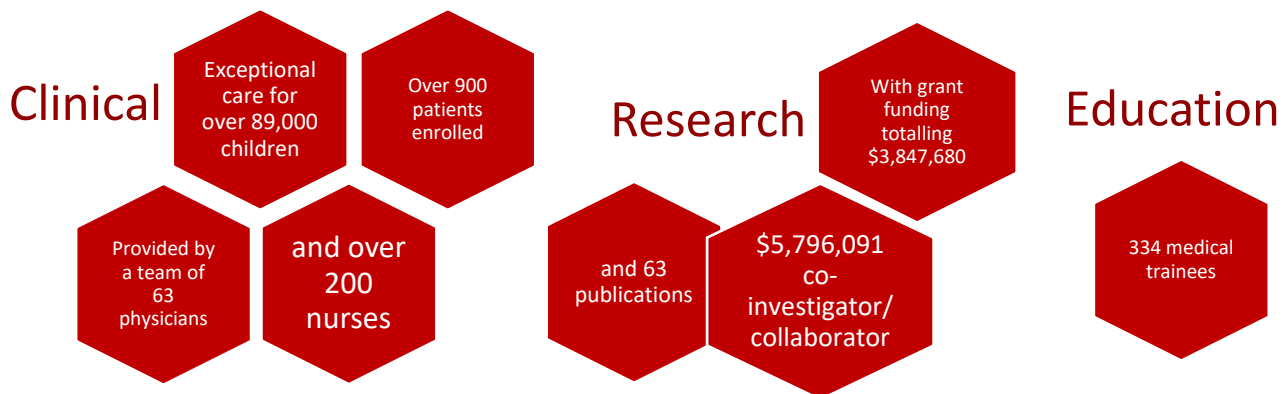 Clinical
Exceptional
care for
over 89,000
children
Over 900
patients
enrolled
Provided by
a team of
63
physicians
and over
200
nurses
Research
With grant
funding
totalling
$3,847,680
and 63
publications
$5,796,091
co-
investigator/
collaborator
Education
334 medical
trainees